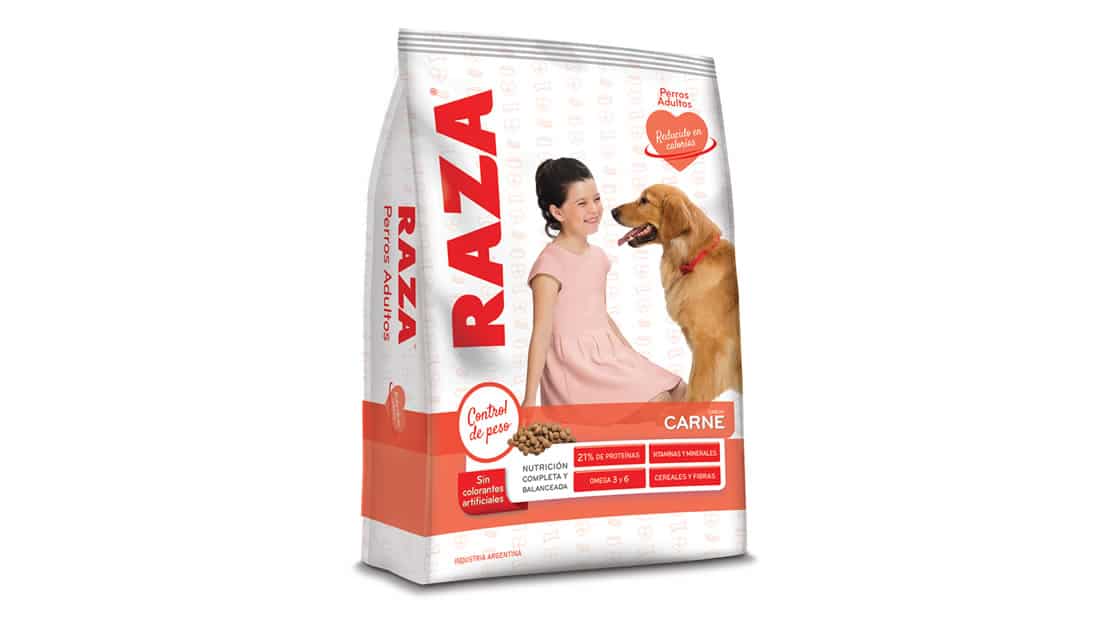 RAZA®
Perros
Adultos
Reducido en
calorías
RAZA
Perros Adultos
Control
de peso
CARNE
Sin
colorantes
artificiales
NUTRICIÓN
COMPLETA Y
BALANCEADA
21% DE PROTEÍNAS
VITAMINAS Y MINERALES
OMEGA 3 y 6
CEREALES Y FIBRAS
INDUSTRIA ARGENTINA